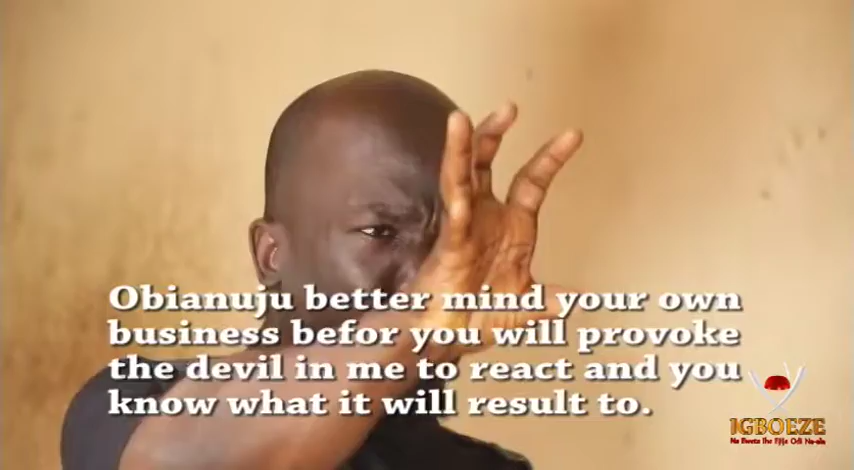 Obianuju better mind your own
business befor you will provoke
the devil in me to react and you
know what it will result to.
IGBOEZE